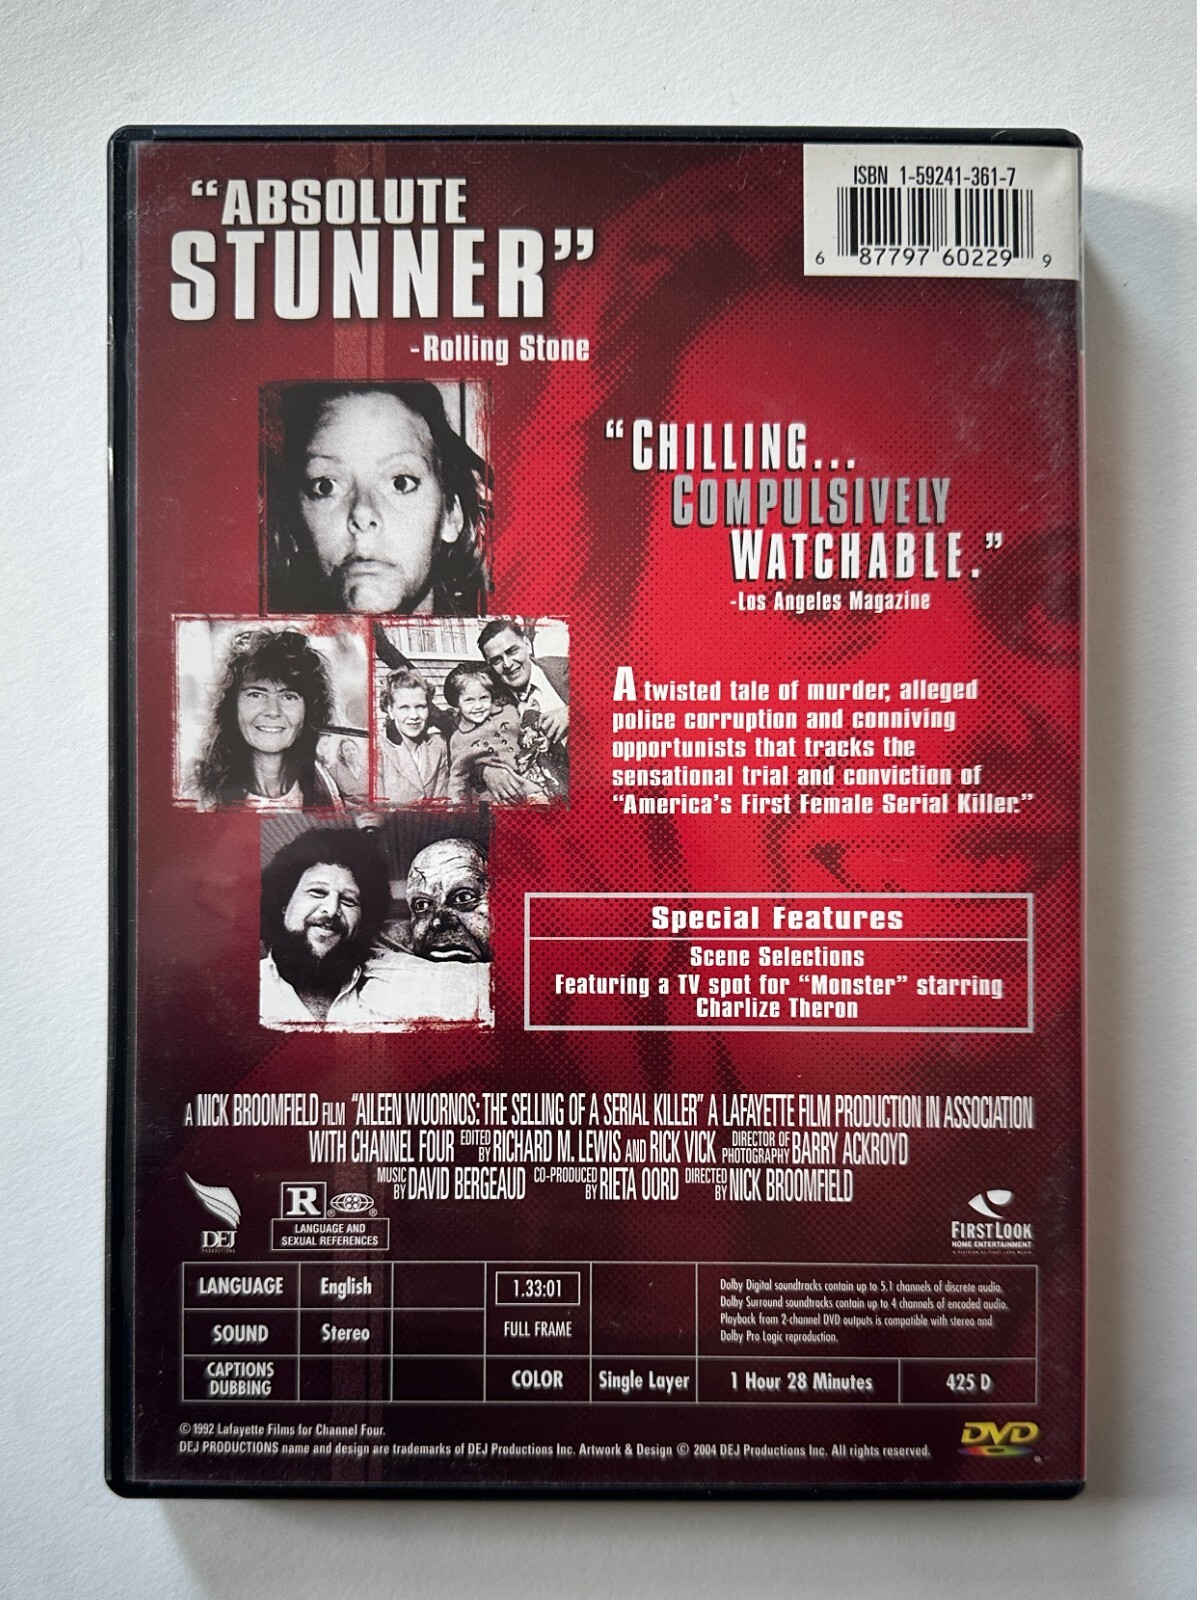 “ABSOLUTE
STUNNER”
-Rolling Stone
ISBN 1-59241-361-7
6 87797 60229 9
“CHILLING...
COMPULSIVELY
WATCHABLE.”
-Los Angeles Magazine
A twisted tale of murder, alleged
police corruption and conniving
opportunists that tracks the
sensational trial and conviction of
“America’s First Female Serial Killer.”
Special Features
Scene Selections
Featuring a TV spot for “Monster” starring
Charlize Theron
A NICK BROOMFIELD FILM “AILEEN WUORNOS: THE SELLING OF A SERIAL KILLER” A LAFAYETTE FILM PRODUCTION IN ASSOCIATION
WITH CHANNEL FOUR EDITED BY RICHARD M. LEWIS AND RICK VICK DIRECTOR OF PHOTOGRAPHY BARRY ACKROYD
MUSIC BY DAVID BERGEAUD CO-PRODUCED BY RIETA OORD DIRECTED BY NICK BROOMFIELD
DEJ
PRODUCTIONS
R ®
LANGUAGE AND
SEXUAL REFERENCES
FIRST LOOK
HOME ENTERTAINMENT
LANGUAGE English
SOUND Stereo
CAPTIONS
DUBBING
1.33:01
FULL FRAME
COLOR
Single Layer
Dolby Digital soundtracks contain up to 5.1 channels of discrete audio.
Dolby Surround soundtracks contain up to 4 channels of encoded audio.
Playback from 2-channel DVD outputs is compatible with stereo and
Dolby Pro Logic reproduction.
1 Hour 28 Minutes
425 D
© 1992 Lafayette Films for Channel Four.
DEJ PRODUCTIONS name and design are trademarks of DEJ Productions Inc. Artwork & Design © 2004 DEJ Productions Inc. All rights reserved.
DVD